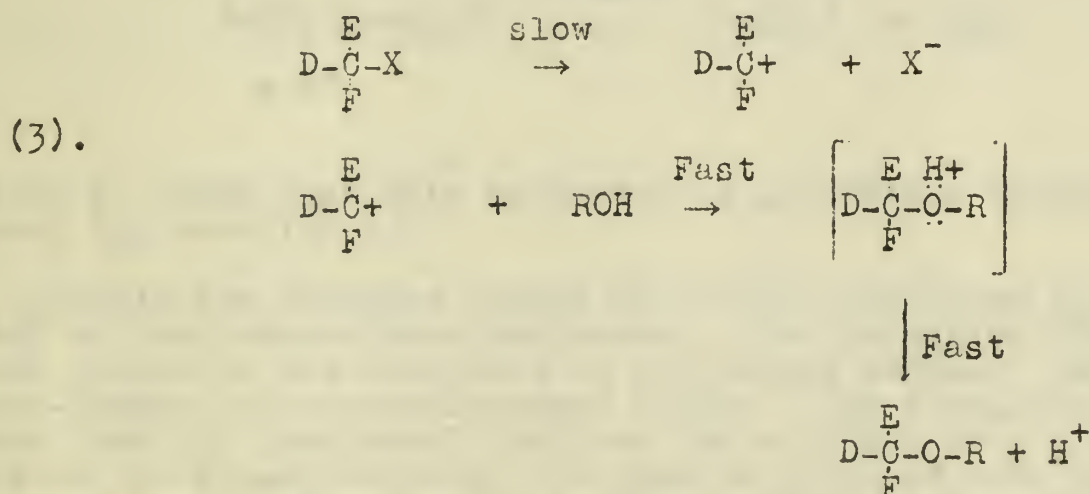 E E
D-C-X slow → D-C+ + X⁻
F F
(3).
E E H+
D-C+ + ROH Fast → [D-C-Ö-R]
F F
↓ Fast
E
D-C-O-R + H⁺
F